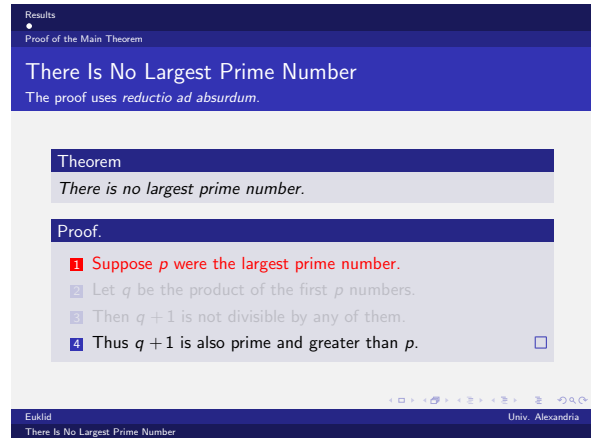 Results
Proof of the Main Theorem
There Is No Largest Prime Number
The proof uses reductio ad absurdum.
Theorem
There is no largest prime number.
Proof.
1 Suppose p were the largest prime number.
2 Let q be the product of the first p numbers.
3 Then q + 1 is not divisible by any of them.
4 Thus q + 1 is also prime and greater than p.
Euklid Univ. Alexandria
There Is No Largest Prime Number